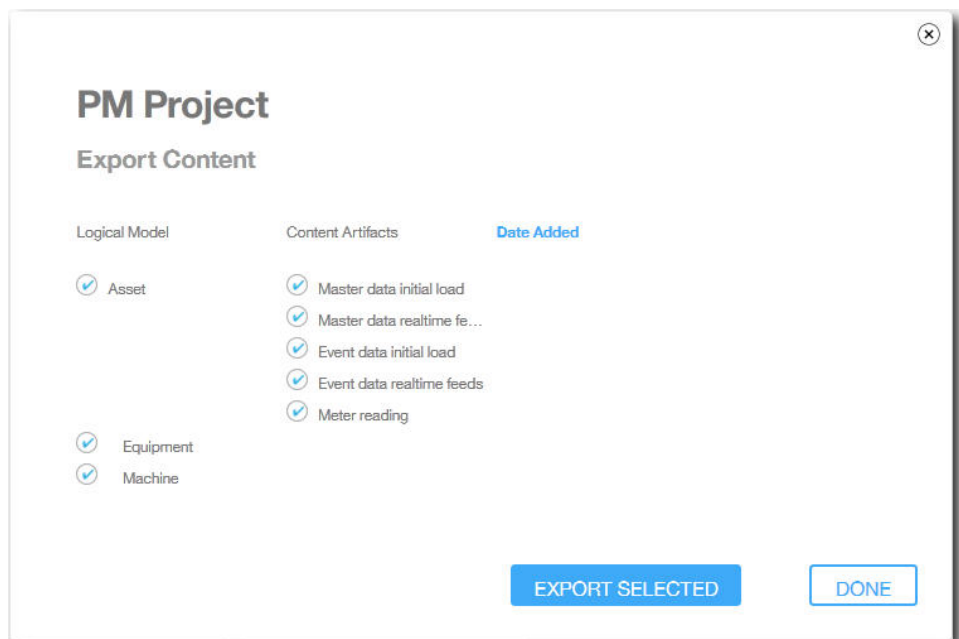 PM Project
Export Content
Logical Model Content Artifacts Date Added
Asset Master data initial load
Master data realtime fe...
Event data initial load
Event data realtime feeds
Meter reading
Equipment
Machine
EXPORT SELECTED DONE